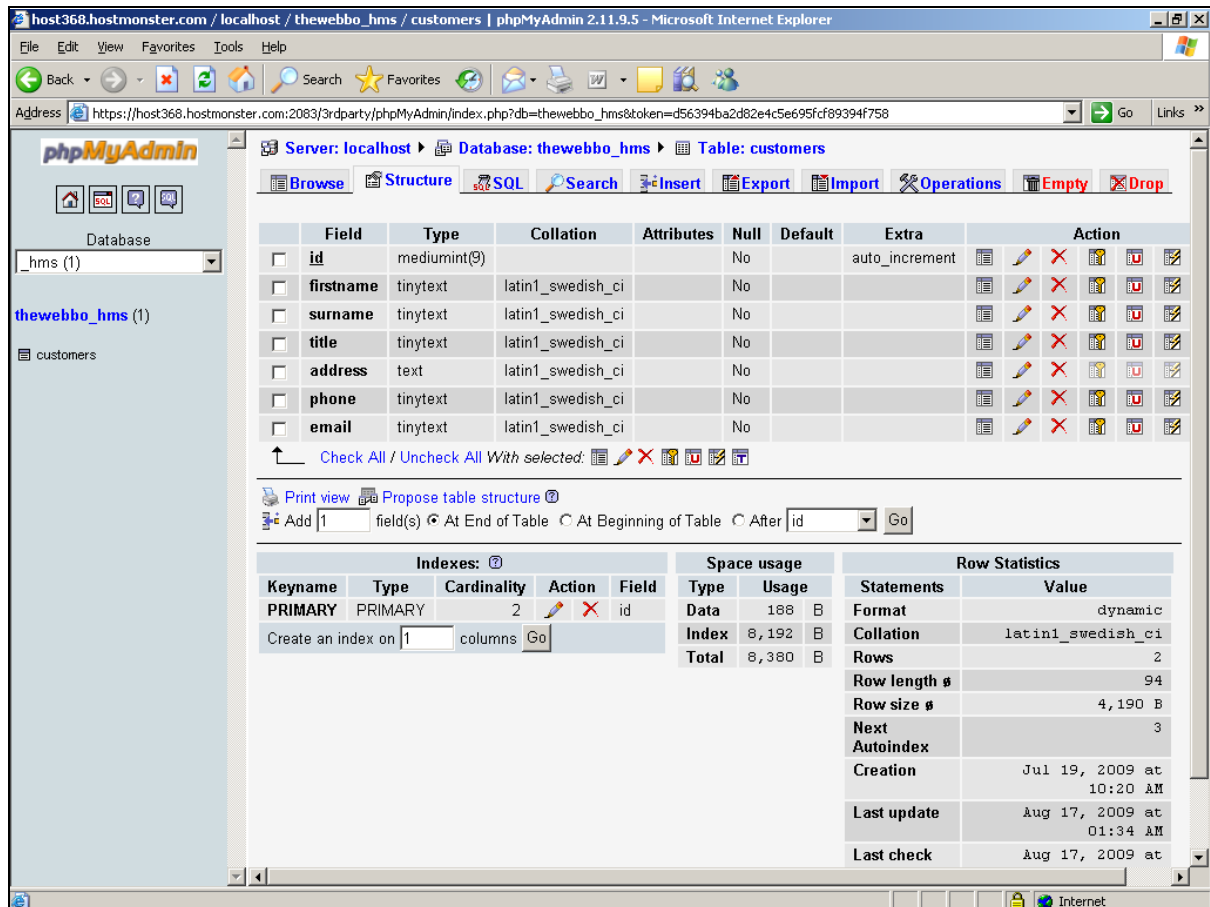 host368.hostmonster.com / localhost / thewebbo_hms / customers | phpMyAdmin 2.11.9.5 - Microsoft Internet Explorer
File Edit View Favorites Tools Help
Back Search Favorites
Address https://host368.hostmonster.com:2083/3rdparty/phpMyAdmin/index.php?db=thewebbo_hms&token=d56394ba2d82e4c5e695fcf89394f758 Go Links »
phpMyAdmin
SQL
Database
_hms (1)
thewebbo_hms (1)
customers
Server: localhost Database: thewebbo_hms Table: customers
Browse Structure SQL Search Insert Export Import Operations Empty Drop
Field Type Collation Attributes Null Default Extra Action
id mediumint(9) No auto_increment
firstname tinytext latin1_swedish_ci No
surname tinytext latin1_swedish_ci No
title tinytext latin1_swedish_ci No
address text latin1_swedish_ci No
phone tinytext latin1_swedish_ci No
email tinytext latin1_swedish_ci No
Check All / Uncheck All With selected:
Print view Propose table structure
Add 1 field(s) At End of Table At Beginning of Table After id Go
Indexes:
Keyname Type Cardinality Action Field
PRIMARY PRIMARY 2 id
Create an index on 1 columns Go
Space usage
Type Usage
Data 188 B
Index 8,192 B
Total 8,380 B
Row Statistics
Statements Value
Format dynamic
Collation latin1_swedish_ci
Rows 2
Row length ø 94
Row size ø 4,190 B
Next Autoindex 3
Creation Jul 19, 2009 at
10:20 AM
Last update Aug 17, 2009 at
01:34 AM
Last check Aug 17, 2009 at
Internet